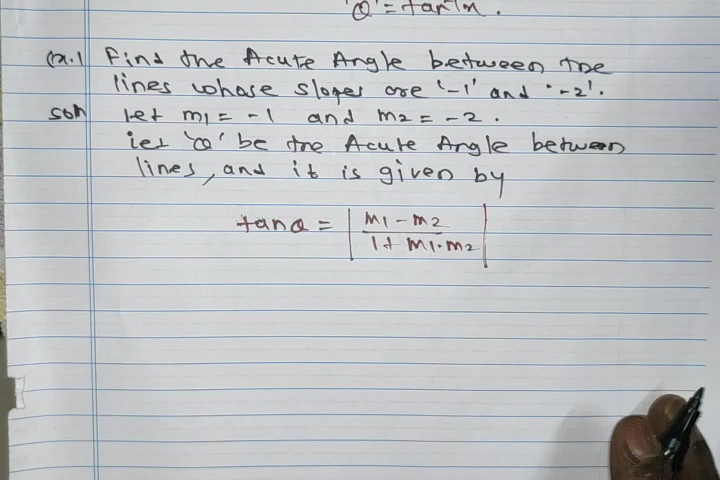 'θ' = tan⁻¹m.
Ex.1 Find the Acute Angle between the
lines whose slopes are '-1' and '-2'.
Soln let m1 = -1 and m2 = -2.
let 'θ' be the Acute Angle between
lines, and it is given by
tanθ = | m1 - m2 / 1 + m1·m2 |